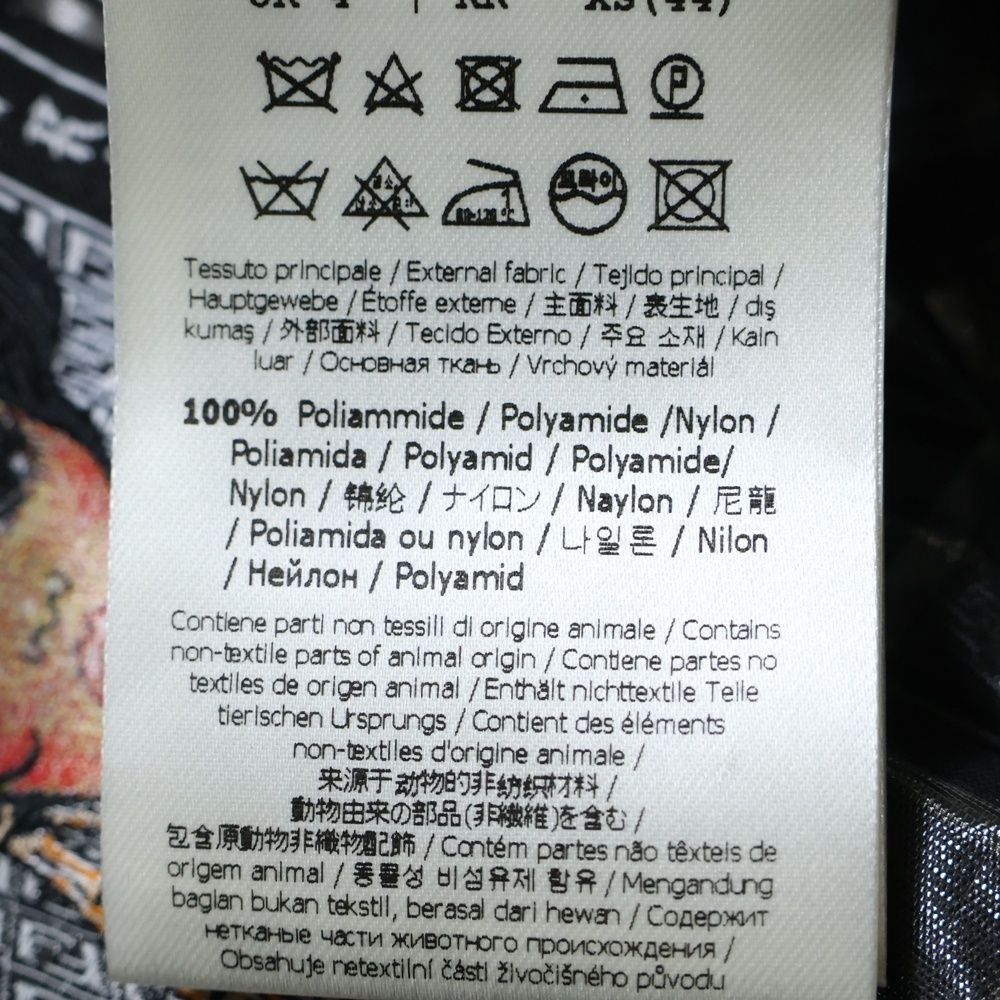 XS (44)
P
드라이
80-120℃
Tessuto principale / External fabric / Tejido principal /
Hauptgewebe / Étoffe externe / 主面料 / 表生地 / dış
kumaş / 外部面料 / Tecido Externo / 주요 소재 / Kain
luar / Основная ткань / Vrchový materiál
100% Poliammide / Polyamide /Nylon /
Poliamida / Polyamid / Polyamide/
Nylon / 锦纶 / ナイロン / Naylon / 尼龍
/ Poliamida ou nylon / 나일론 / Nilon
/ Нейлон / Polyamid
Contiene parti non tessili di origine animale / Contains
non-textile parts of animal origin / Contiene partes no
textiles de origen animal / Enthält nichttextile Teile
tierischen Ursprungs / Contient des éléments
non-textiles d'origine animale /
来源于动物的非纺织材料 /
動物由来の部品(非繊維)を含む /
包含原動物非織物配飾 / Contém partes não têxteis de
origem animal / 동물성 비섬유제 함유 / Mengandung
bagian bukan tekstil, berasal dari hewan / Содержит
нетканые части животного происхождения /
Obsahuje netextilní části živočišného původu